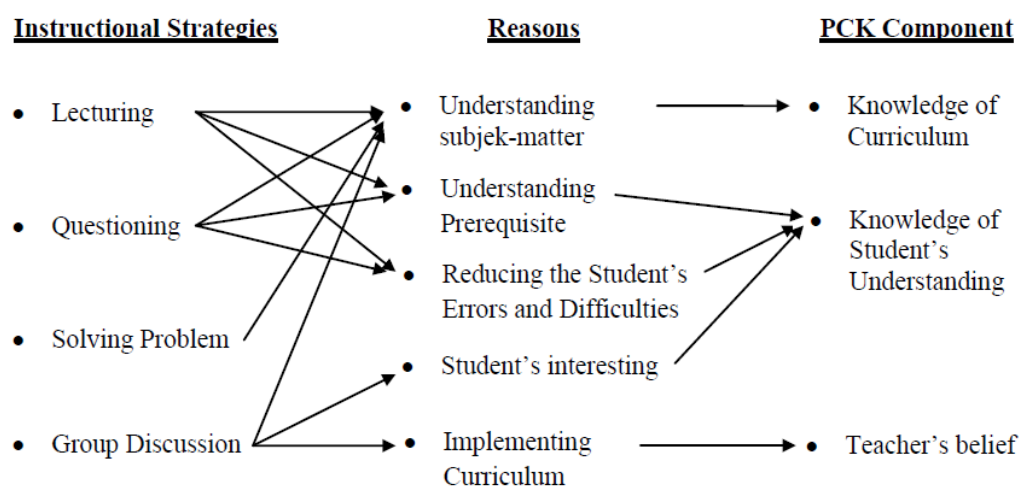 Instructional Strategies
Reasons
PCK Component
• Lecturing
• Questioning
• Solving Problem
• Group Discussion
• Understanding
subjek-matter
• Understanding
Prerequisite
• Reducing the Student’s
Errors and Difficulties
• Student’s interesting
• Implementing
Curriculum
• Knowledge of
Curriculum
• Knowledge of
Student’s
Understanding
• Teacher’s belief